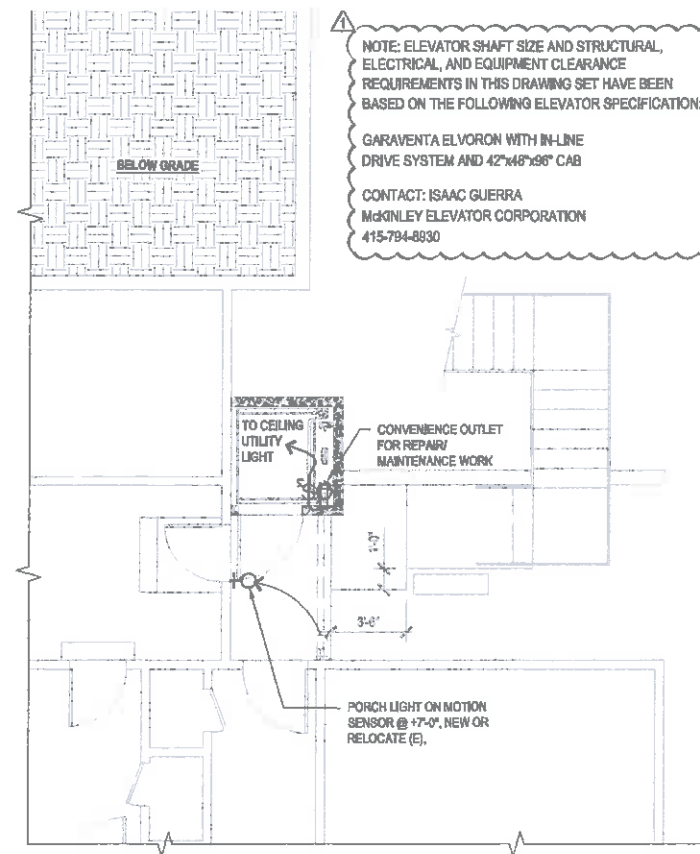 1
NOTE: ELEVATOR SHAFT SIZE AND STRUCTURAL,
ELECTRICAL, AND EQUIPMENT CLEARANCE
REQUIREMENTS IN THIS DRAWING SET HAVE BEEN
BASED ON THE FOLLOWING ELEVATOR SPECIFICATION:
GARAVENTA ELVORON WITH IN-LINE
DRIVE SYSTEM AND 42"x48"x96" CAB
CONTACT: ISAAC GUERRA
McKINLEY ELEVATOR CORPORATION
415-794-8930
BELOW GRADE
TO CEILING
UTILITY
LIGHT
CONVENIENCE OUTLET
FOR REPAIR/
MAINTENANCE WORK
1'-0"
3'-6"
PORCH LIGHT ON MOTION
SENSOR @ +7'-0", NEW OR
RELOCATE (E),